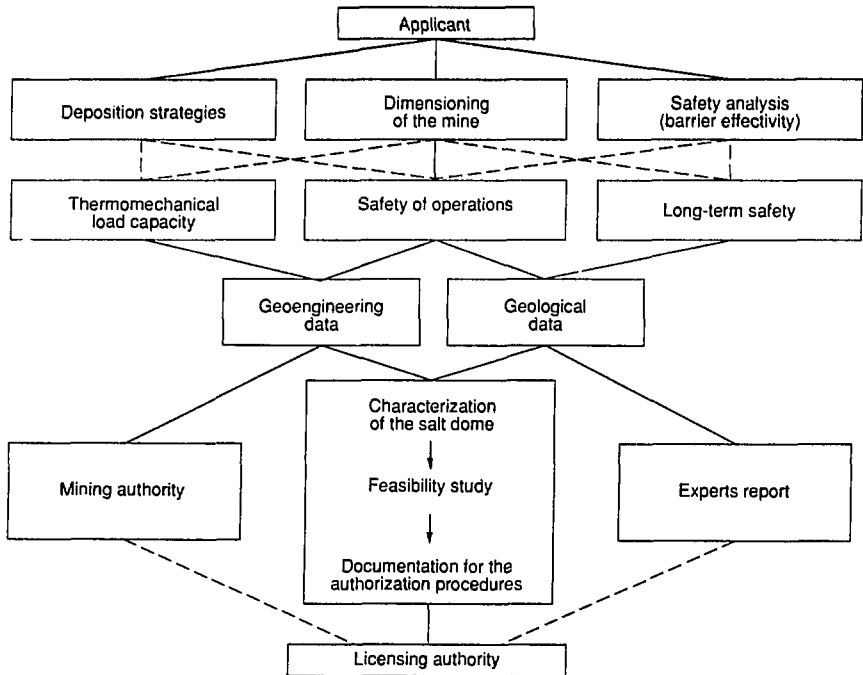 Applicant
Deposition strategies
Dimensioning
of the mine
Safety analysis
(barrier effectivity)
Thermomechanical
load capacity
Safety of operations
Long-term safety
Geoengineering
data
Geological
data
Characterization
of the salt dome
Mining authority
Feasibility study
Experts report
Documentation for the
authorization procedures
Licensing authority